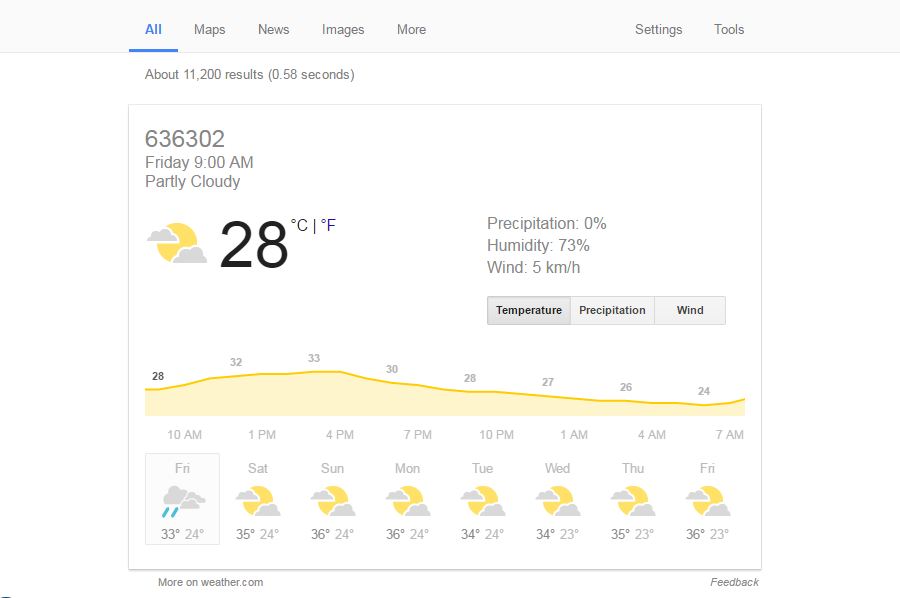 All Maps News Images More Settings Tools
About 11,200 results (0.58 seconds)
636302
Friday 9:00 AM
Partly Cloudy
28 °C | °F
Precipitation: 0%
Humidity: 73%
Wind: 5 km/h
Temperature Precipitation Wind
28 32 33 30 28 27 26 24
10 AM 1 PM 4 PM 7 PM 10 PM 1 AM 4 AM 7 AM
Fri Sat Sun Mon Tue Wed Thu Fri
33° 24° 35° 24° 36° 24° 36° 24° 34° 24° 34° 23° 35° 23° 36° 23°
More on weather.com Feedback